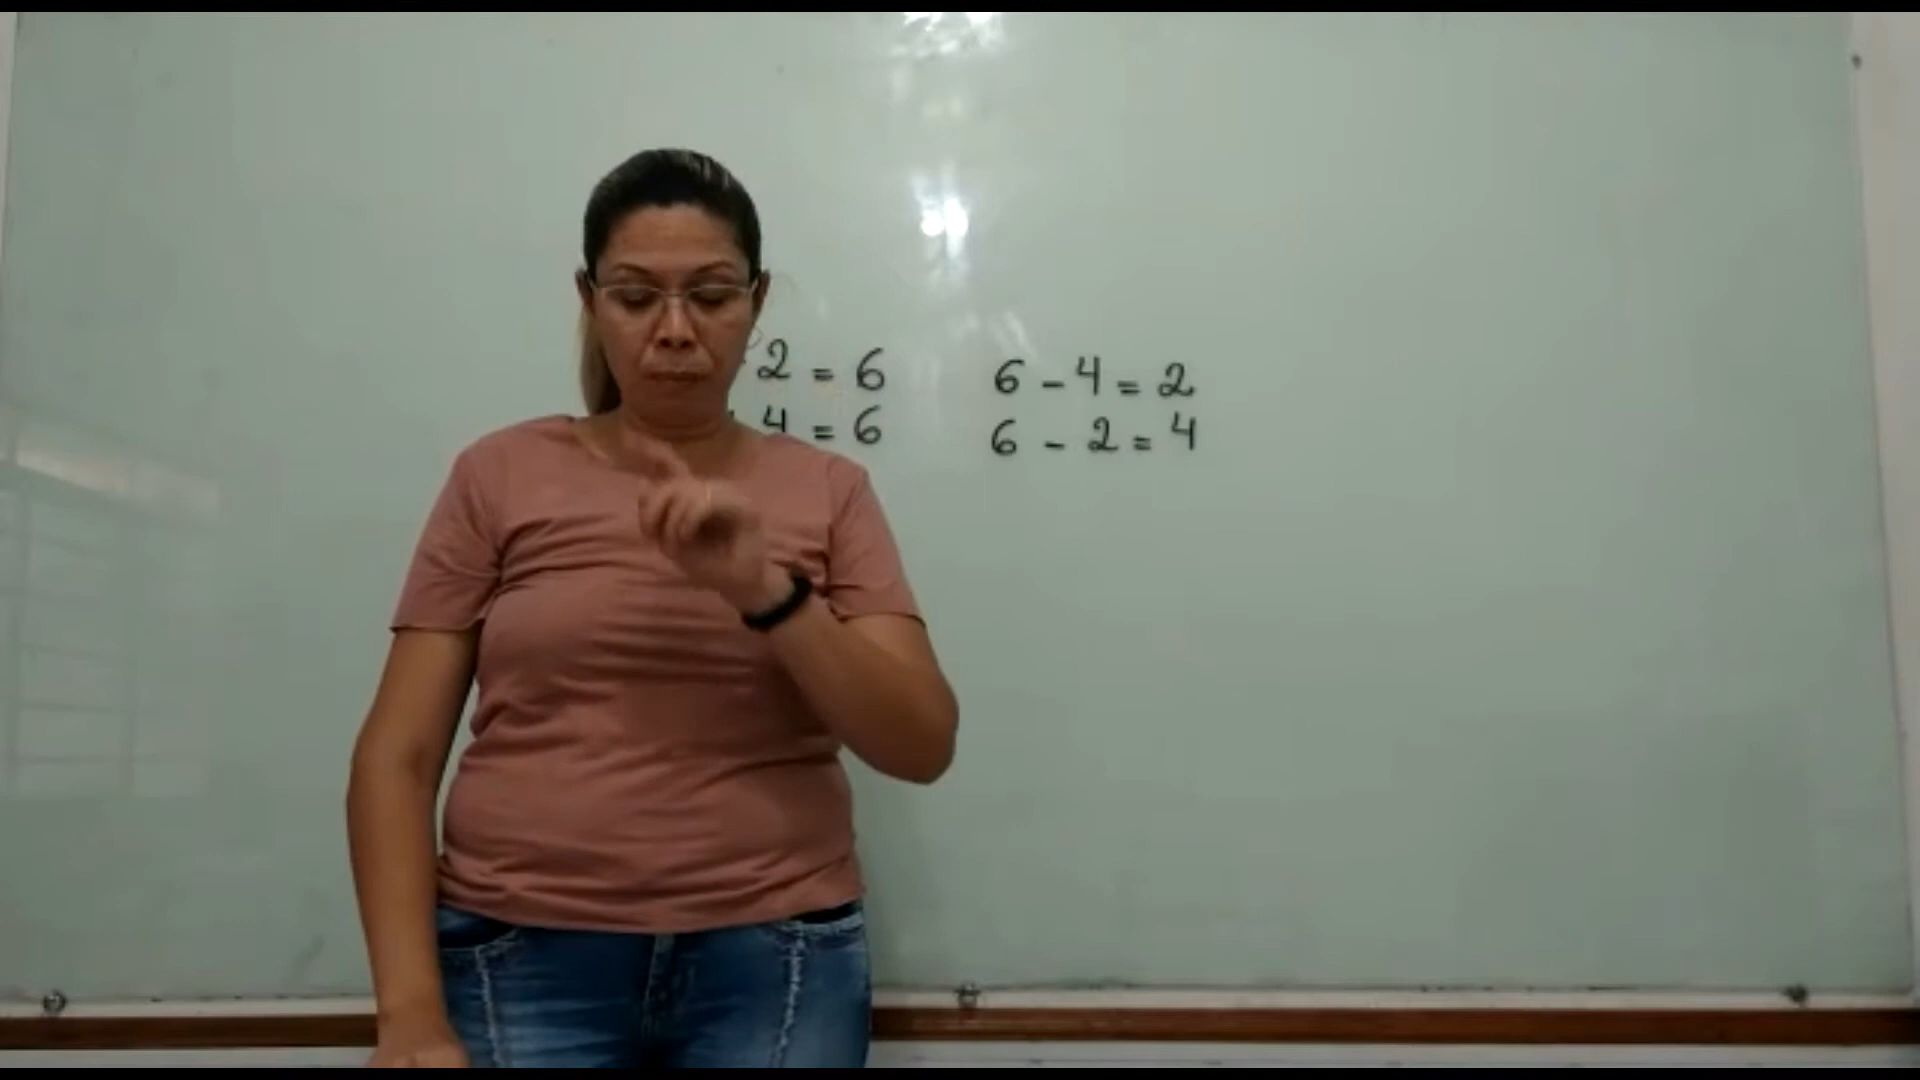 2 = 6    6 - 4 = 2
4 = 6    6 - 2 = 4